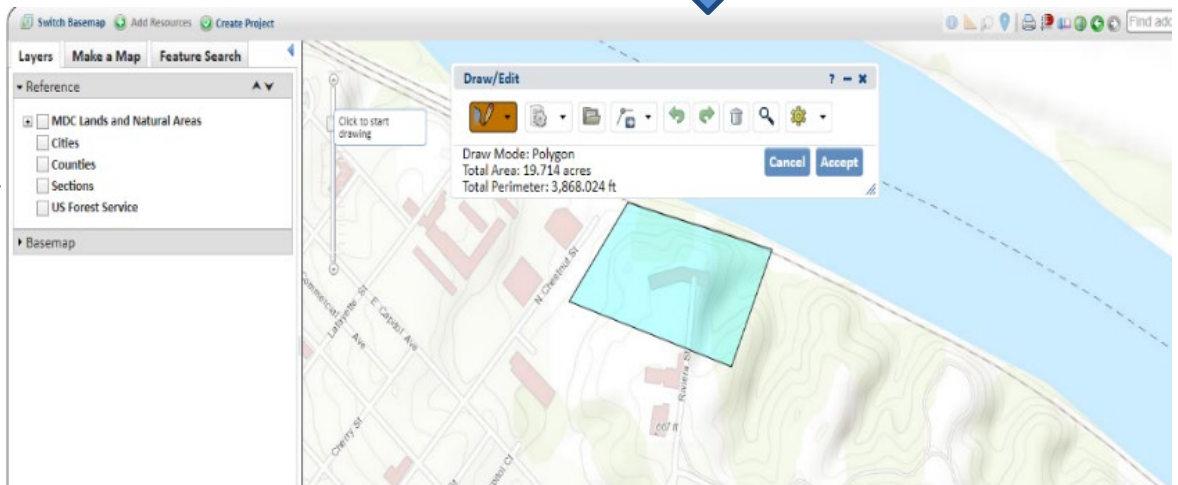 Switch Basemap Add Resources Create Project
Find add
Layers Make a Map Feature Search
Reference
MDC Lands and Natural Areas
Cities
Counties
Sections
US Forest Service
Basemap
Click to start
drawing
Draw/Edit ? – x
Draw Mode: Polygon
Total Area: 19.714 acres
Total Perimeter: 3,868.024 ft
Cancel Accept
N Chestnut St
Commercial
Ave
Lafayette St
E Capitol Ave
Riviera St
667 ft
Cherry St
Ct